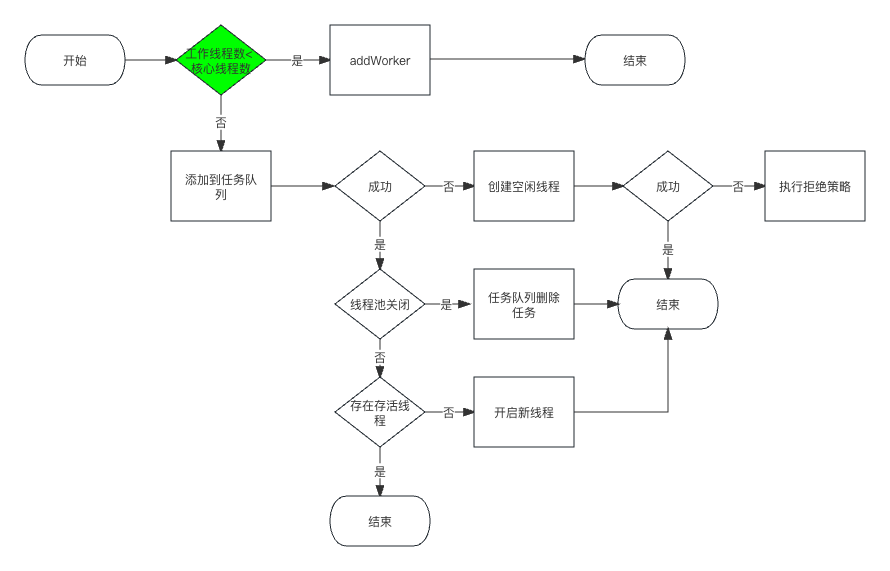 开始
工作线程数<
核心线程数
是
addWorker
结束
否
添加到任务队
列
成功
否
创建空闲线程
成功
否
执行拒绝策略
是
是
线程池关闭
是
任务队列删除
任务
结束
否
存在存活线
程
否
开启新线程
是
结束